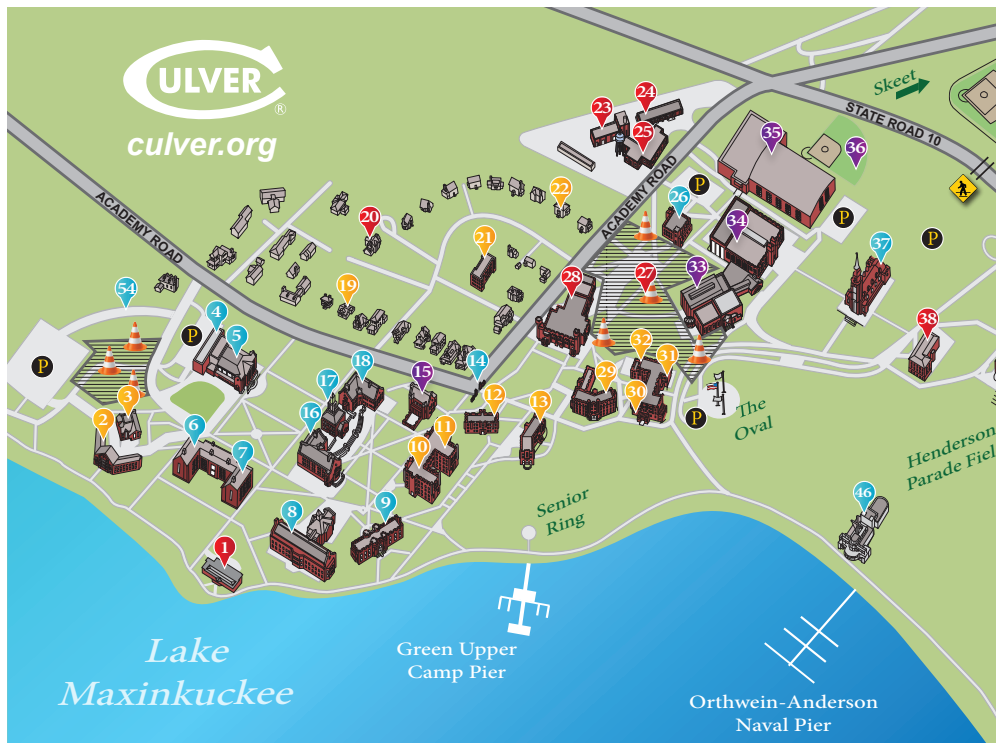 CULVER
®
culver.org
ACADEMY ROAD
ACADEMY ROAD
STATE ROAD 10
Skeet
23
24
25
35
36
20
22
26
P
34
P
37
P
21
33
27
28
19
54
4
5
P
P
38
14
32
31
18
17
15
29
30
12
13
P
The
Oval
3
2
6
7
16
11
10
Henderson
Parade Fiel
8
9
Senior
Ring
46
1
Lake
Maxinkuckee
Green Upper
Camp Pier
Orthwein-Anderson
Naval Pier